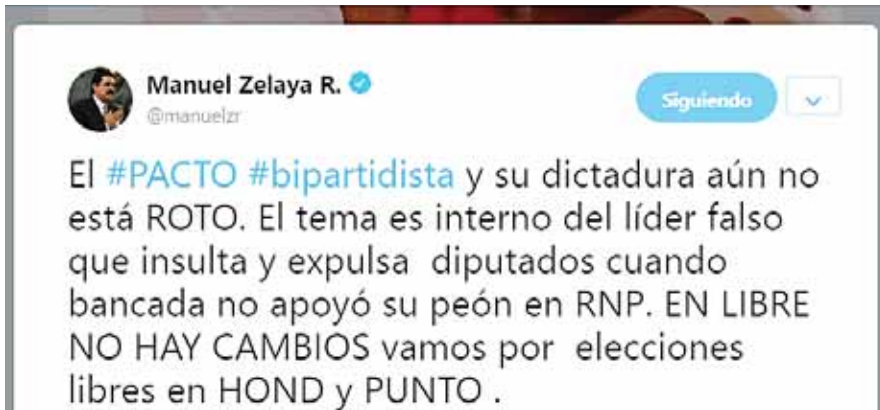 Manuel Zelaya R.
@manuelzr
Siguiendo
El #PACTO #bipartidista y su dictadura aún no
está ROTO. El tema es interno del líder falso
que insulta y expulsa diputados cuando
bancada no apoyó su peón en RNP. EN LIBRE
NO HAY CAMBIOS vamos por elecciones
libres en HOND y PUNTO .